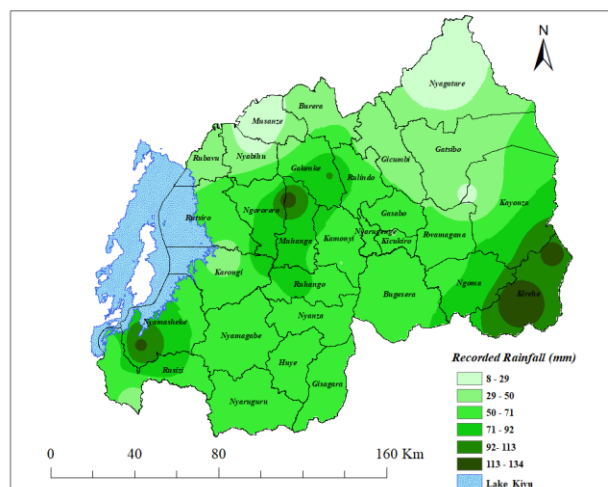 N
Nyagatare
Burera
Musanze
Gatsibo
Rubavu
Nyabihu
Gicumbi
Gakenke
Rulindo
Kayonza
Rutsiro
Ngororero
Gasabo
Nyarugenge
Rwamagana
Muhanga
Kamonyi
Kicukiro
Karongi
Ruhango
Bugesera
Ngoma
Kirehe
Nyamasheke
Nyanza
Nyamagabe
Huye
Rusizi
Gisagara
Nyaruguru
Recorded Rainfall (mm)
8 - 29
29 - 50
50 - 71
71 - 92
92- 113
113 - 134
Lake Kivu
0 40 80 160 KM